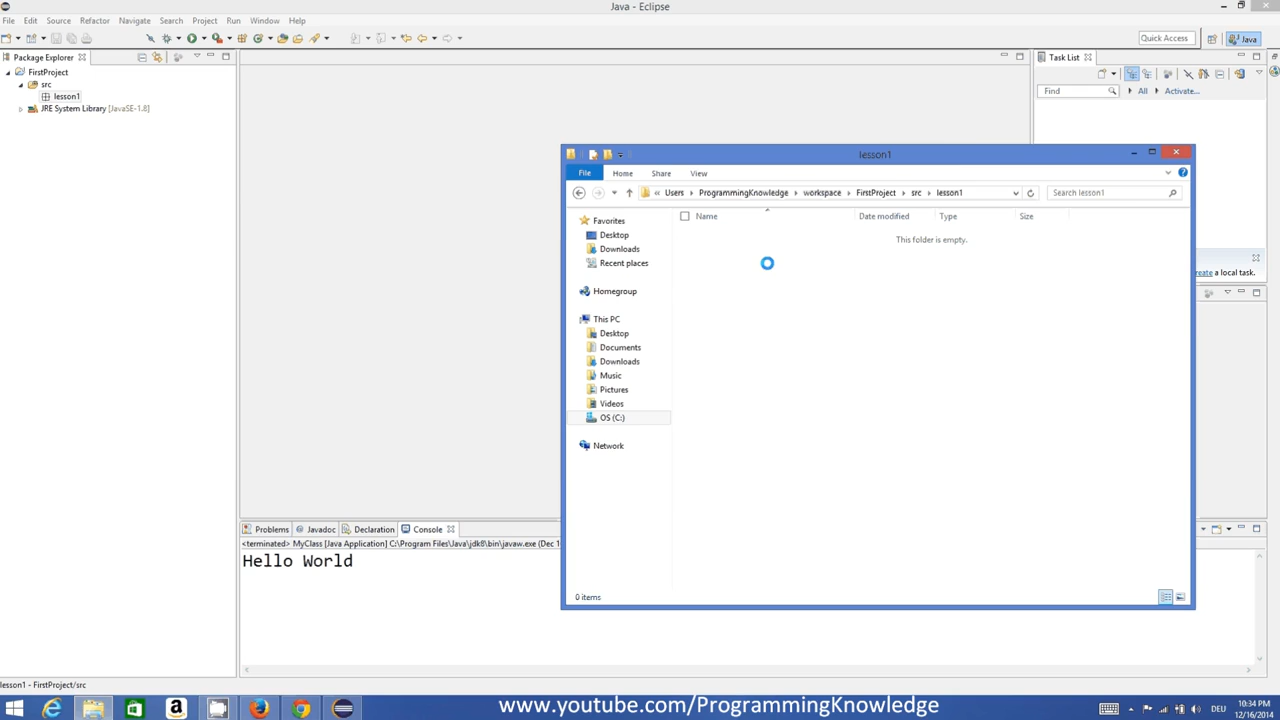 Java - Eclipse
File Edit Source Refactor Navigate Search Project Run Window Help
Quick Access
Java
Package Explorer
Task List
FirstProject
src
lesson1
JRE System Library [JavaSE-1.8]
Find
All
Activate...
lesson1
File Home Share View
« Users ProgrammingKnowledge workspace FirstProject src lesson1
Search lesson1
Name Date modified Type Size
This folder is empty.
Favorites
Desktop
Downloads
Recent places
Homegroup
This PC
Desktop
Documents
Downloads
Music
Pictures
Videos
OS (C:)
Network
a local task.
0 items
Problems Javadoc Declaration Console
<terminated> MyClass [Java Application] C:\Program Files\Java\jdk8\bin\javaw.exe (Dec 1
Hello World
lesson1 - FirstProject/src
www.youtube.com/ProgrammingKnowledge
DEU
10:34 PM
12/16/2014